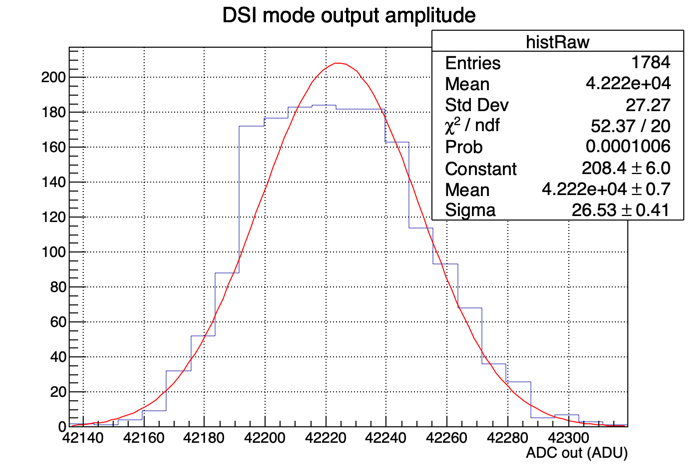 DSI mode output amplitude
histRaw
Entries 1784
Mean 4.222e+04
Std Dev 27.27
χ² / ndf 52.37 / 20
Prob 0.0001006
Constant 208.4 ± 6.0
Mean 4.222e+04 ± 0.7
Sigma 26.53 ± 0.41
200
180
160
140
120
100
80
60
40
20
0
42140 42160 42180 42200 42220 42240 42260 42280 42300
ADC out (ADU)